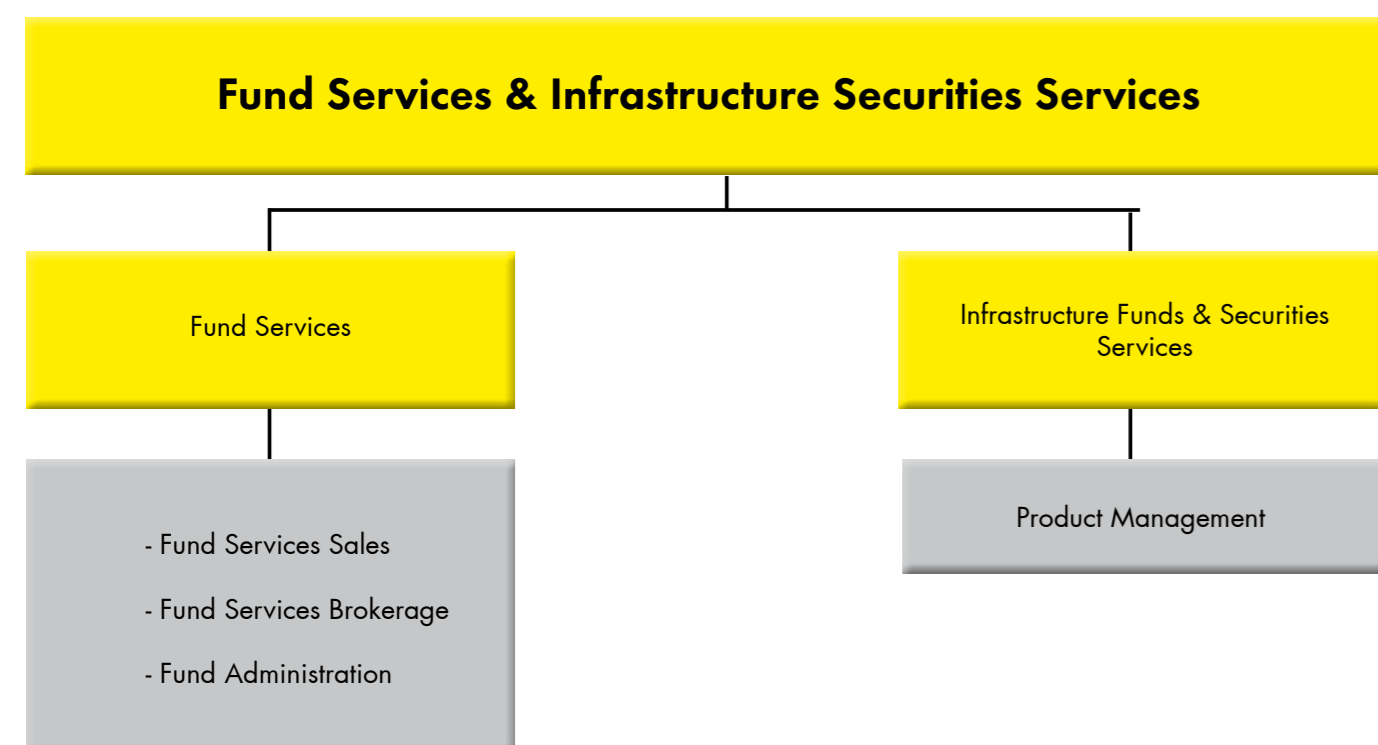 Fund Services & Infrastructure Securities Services
Fund Services
Infrastructure Funds & Securities
Services
- Fund Services Sales
- Fund Services Brokerage
- Fund Administration
Product Management